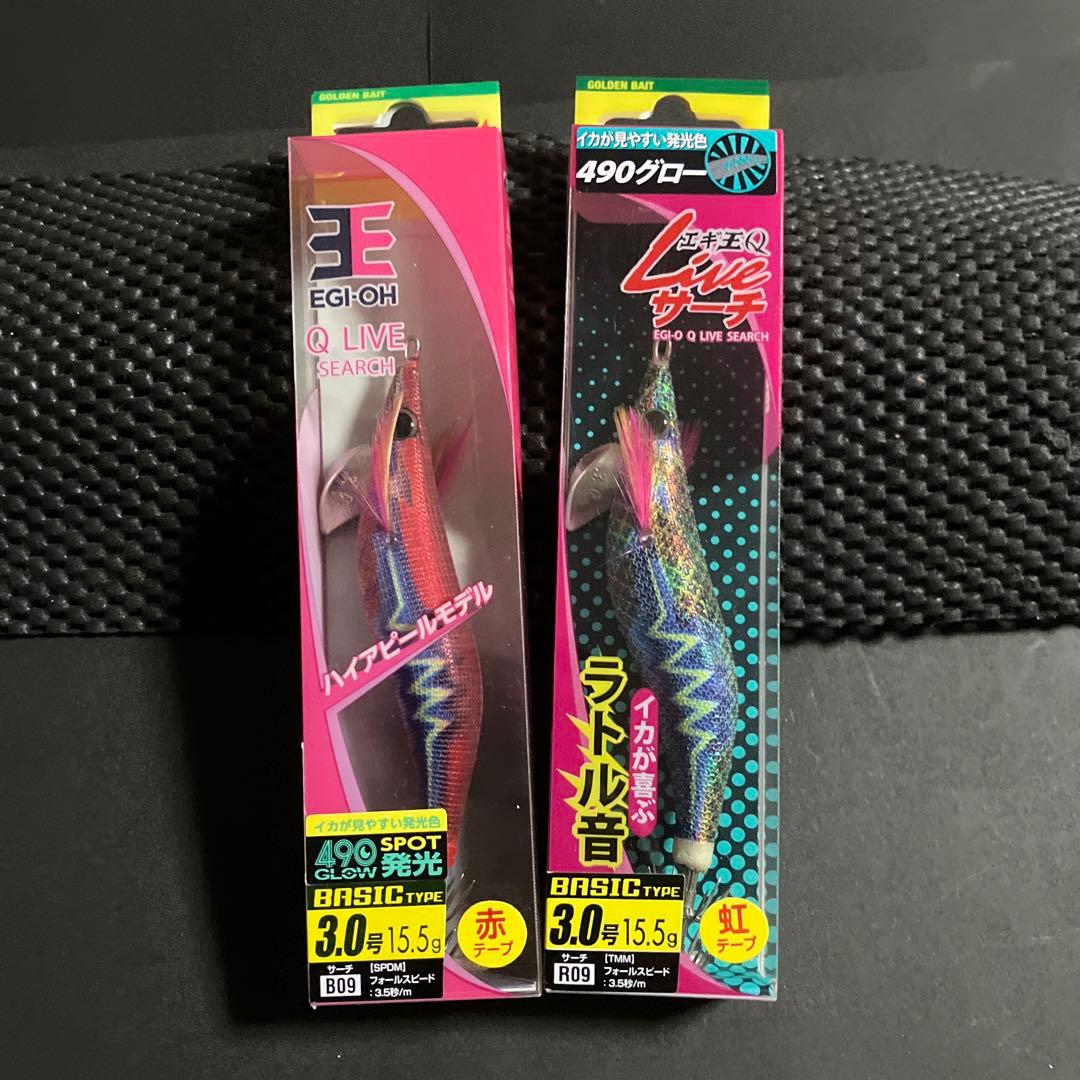 GOLDEN BAIT
王王
EGI-OH
Q LIVE
SEARCH
ハイアピールモデル
イカが見やすい発光色
490 SPOT
GLOW 発光
BASIC TYPE
3.0号 15.5g
サーチ 【SPDM】
B09 フォールスピード
:3.5秒/m
赤
テープ
GOLDEN BAIT
イカが見やすい発光色
490グロー
エギ王Q
Live
サーチ
EGI-O Q LIVE SEARCH
ラトル音
イカが喜ぶ
BASIC TYPE
3.0号 15.5g
サーチ 【TMM】
R09 フォールスピード
:3.5秒/m
虹
テープ
3.0